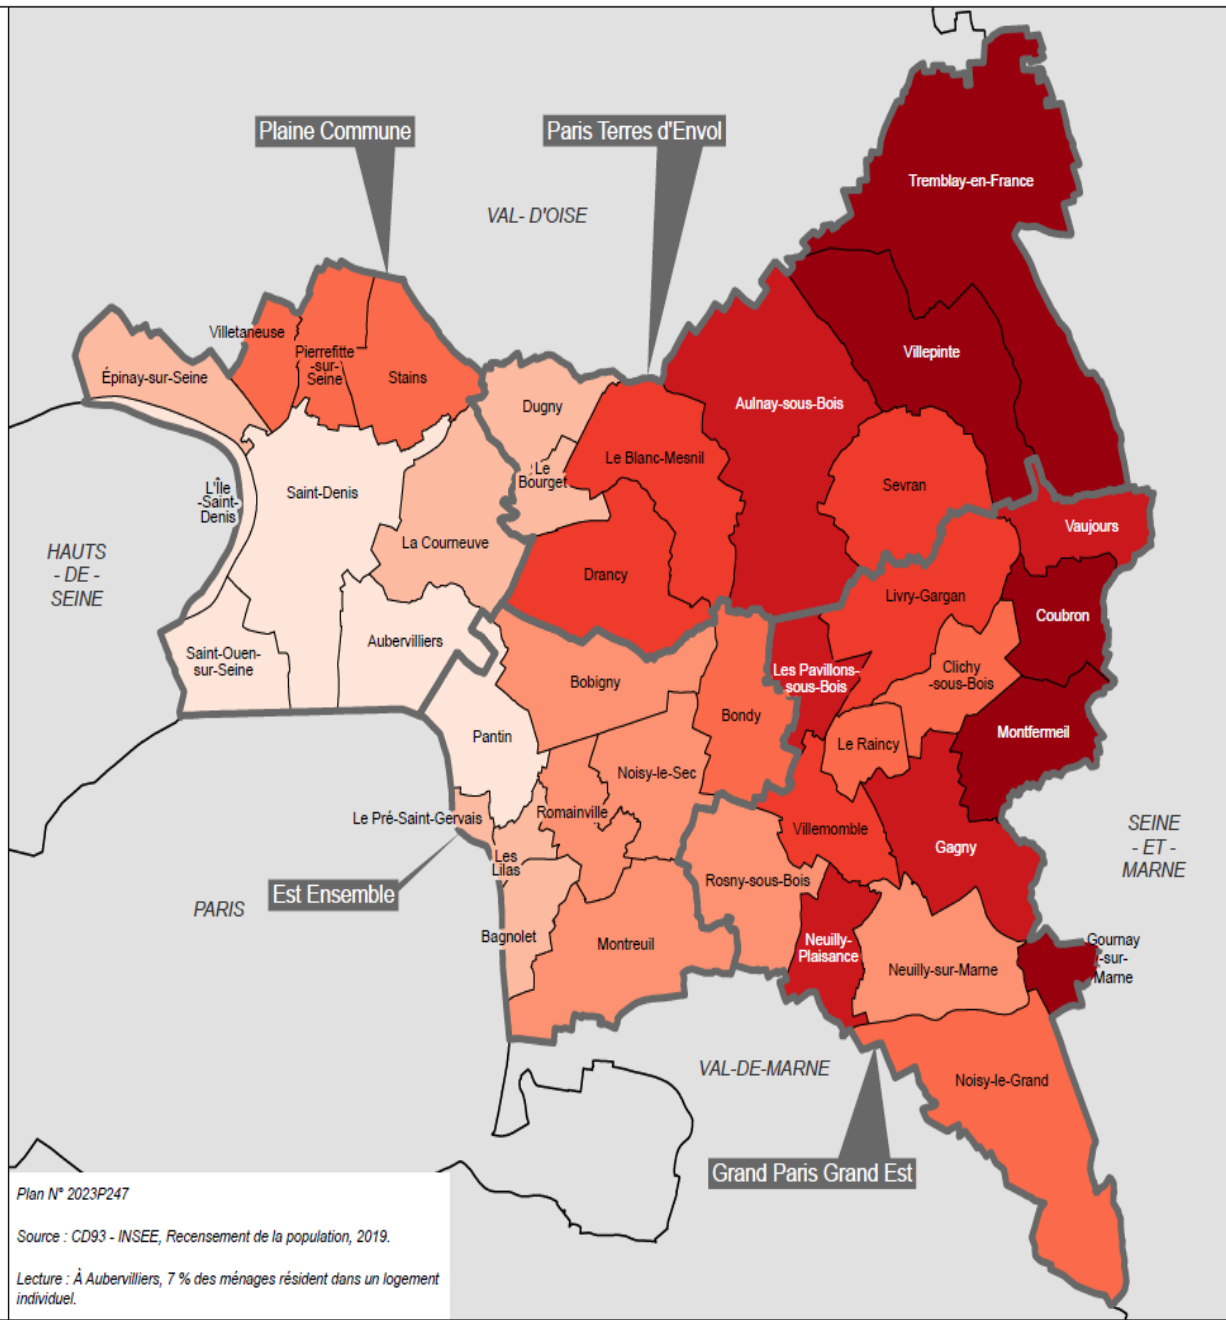 Plaine Commune
Paris Terres d'Envol
Tremblay-en-France
VAL- D'OISE
Villetaneuse
Pierrefitte
-sur-
Seine
Stains
Épinay-sur-Seine
Villepinte
Dugny
Aulnay-sous-Bois
Le Blanc-Mesnil
Le
Bourget
Sevran
L'Île
-Saint-
Denis
Saint-Denis
Vaujours
La Courneuve
HAUTS
- DE -
SEINE
Drancy
Livry-Gargan
Coubron
Saint-Ouen-
sur-Seine
Aubervilliers
Bobigny
Les Pavillons-
sous-Bois
Clichy
-sous-Bois
Bondy
Pantin
Le Raincy
Montfermeil
Noisy-le-Sec
Le Pré-Saint-Gervais
Romainville
Villemomble
Gagny
SEINE
- ET -
MARNE
Les
Lilas
Est Ensemble
Rosny-sous-Bois
PARIS
Bagnolet
Montreuil
Neuilly-
Plaisance
Neuilly-sur-Marne
Gournay
-sur-
Marne
VAL-DE-MARNE
Noisy-le-Grand
Grand Paris Grand Est
Plan N° 2023P247
Source : CD93 - INSEE, Recensement de la population, 2019.
Lecture : À Aubervilliers, 7 % des ménages résident dans un logement
individuel.